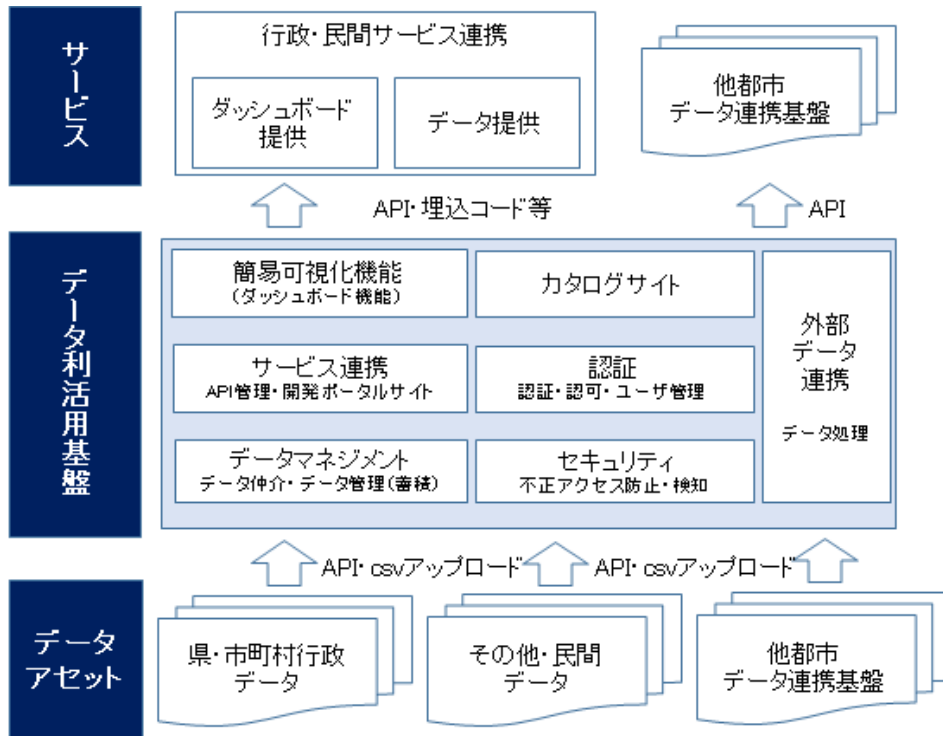 サービス
行政・民間サービス連携
ダッシュボード
提供
データ提供
他都市
データ連携基盤
API・埋込コード等
API
データ利活用基盤
簡易可視化機能
(ダッシュボード機能)
カタログサイト
外部
データ
連携
データ処理
サービス連携
API管理・開発ポータルサイト
認証
認証・認可・ユーザ管理
データマネジメント
データ仲介・データ管理(蓄積)
セキュリティ
不正アクセス防止・検知
API・csvアップロード
API・csvアップロード
データ
アセット
県・市町村行政
データ
その他・民間
データ
他都市
データ連携基盤